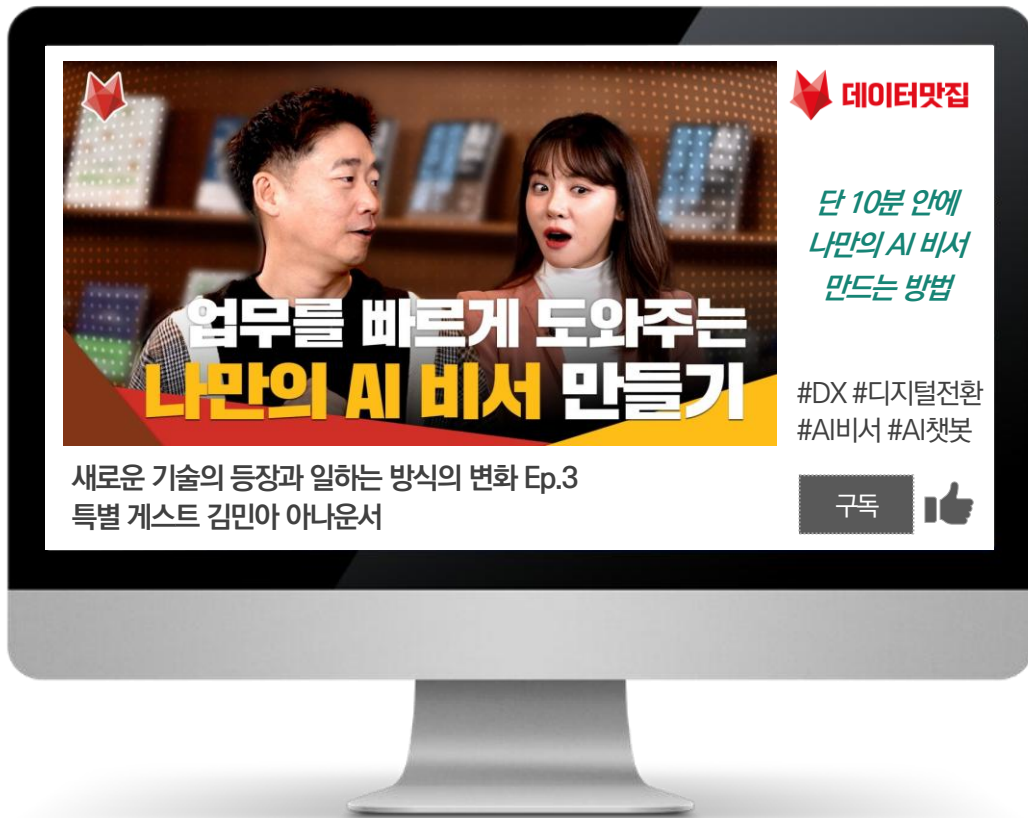 업무를 빠르게 도와주는
나만의 AI 비서 만들기
새로운 기술의 등장과 일하는 방식의 변화 Ep.3
특별 게스트 김민아 아나운서
데이터맛집
단 10분 안에
나만의 AI 비서
만드는 방법
#DX #디지털전환
#AI비서 #AI챗봇
구독